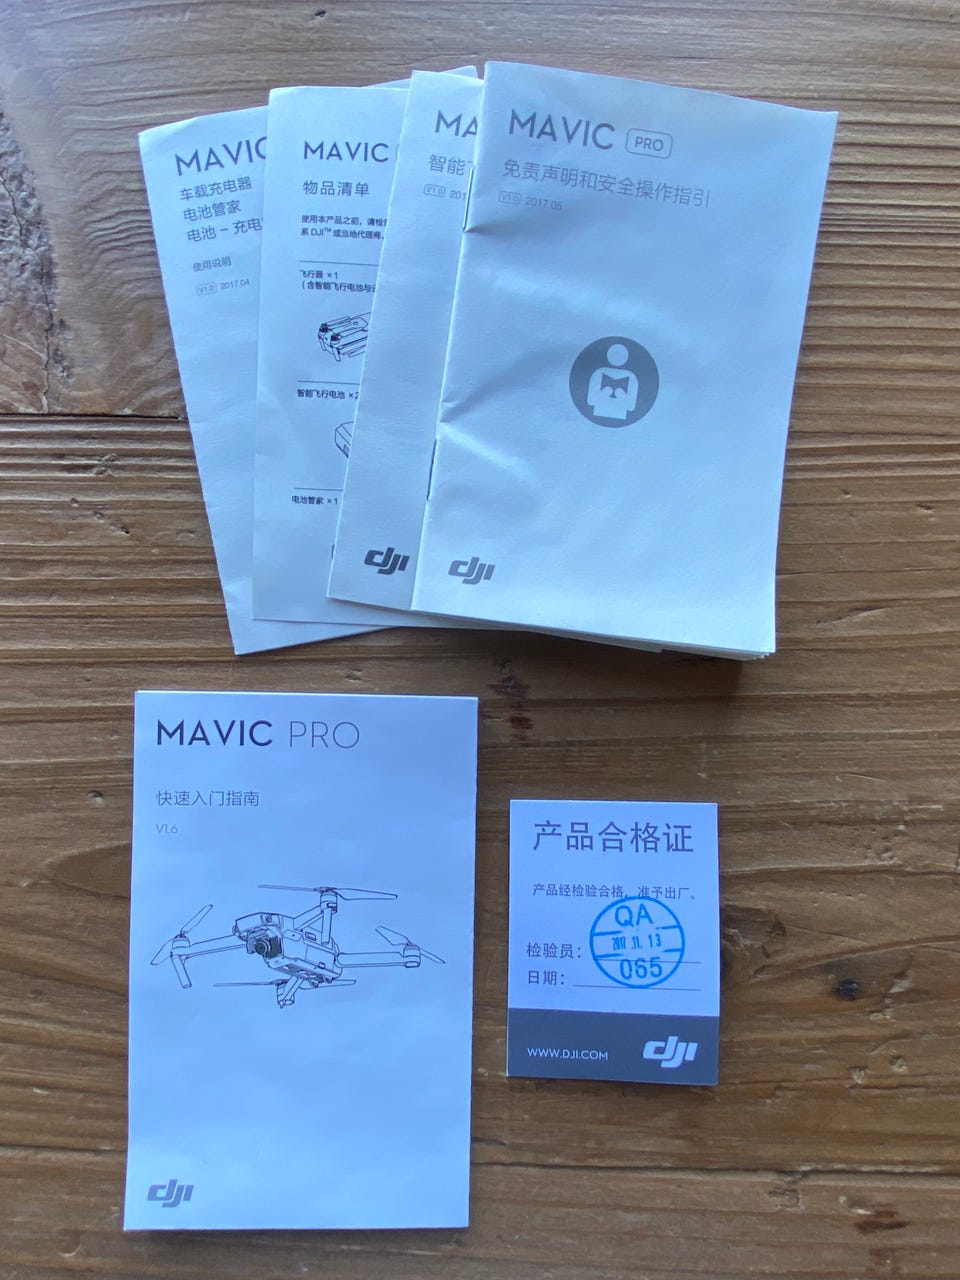 MAVIC
车载充电器
电池管家
电池 - 充电
使用说明
V1.0 2017.04
MAVIC
物品清单
使用本产品之前，请检
系 DJI™ 或当地代理商。
飞行器 ×1
（含智能飞行电池与
智能飞行电池 ×2
电池管家 ×1
MA
智能
V1.0 201
dji
MAVIC PRO
免责声明和安全操作指引
V1.0 2017.05
dji
MAVIC PRO
快速入门指南
V1.6
dji
产品合格证
产品经检验合格，准予出厂。
QA
2017.11.13
065
检验员：
日期：
WWW.DJI.COM
dji